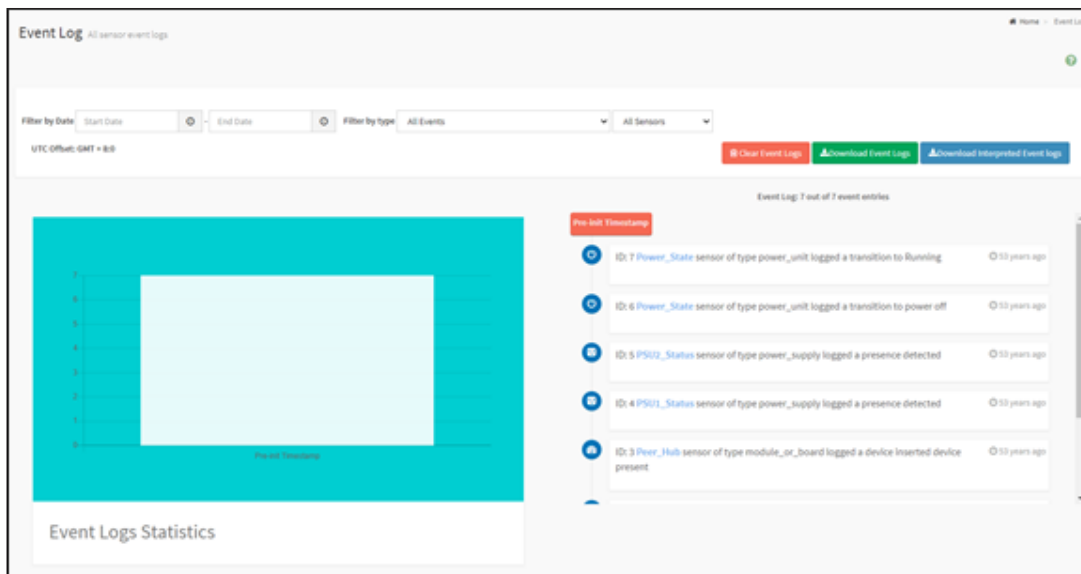 Event Log All sensor event logs
Home - Event Lo
Filter by Date Start Date - End Date Filter by type All Events All Sensors
UTC Offset: GMT + 8:0
Clear Event Logs Download Event Logs Download Interpreted Event logs
Event Log: 7 out of 7 event entries
Pre-Init Timestamp
ID: 7 Power_State sensor of type power_unit logged a transition to Running 53 years ago
ID: 6 Power_State sensor of type power_unit logged a transition to power off 53 years ago
ID: 5 PSU2_Status sensor of type power_supply logged a presence detected 53 years ago
ID: 4 PSU1_Status sensor of type power_supply logged a presence detected 53 years ago
ID: 3 Peer_Hub sensor of type module_or_board logged a device inserted device 53 years ago
present
7
6
5
4
3
2
1
0
Pre-Init Timestamp
Event Logs Statistics